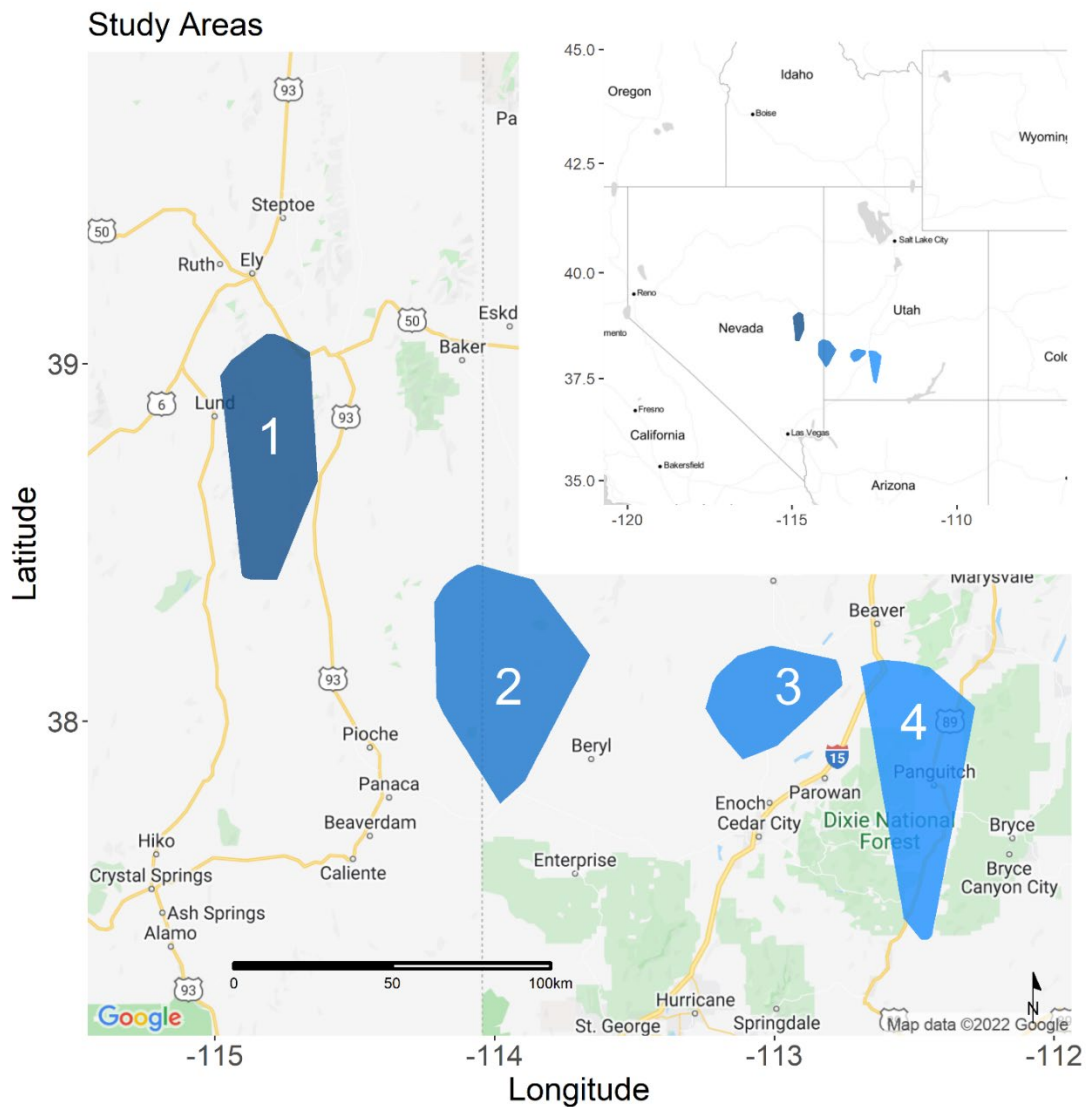 Study Areas
45.0
Idaho
Oregon
Boise
Wyoming
42.5
Salt Lake City
40.0
Reno
Utah
Nevada
mento
Colo
37.5
Fresno
California
Las Vegas
Bakersfield
35.0
Arizona
-120
-115
-110
93
Pa
Steptoe
50
Ruth
Ely
50
Eskd
Baker
39
Lund
6
93
1
Latitude
Marysvale
Beaver
93
2
3
4
38
89
Pioche
Beryl
15
Panguitch
Panaca
Parowan
Enoch
Beaverdam
Cedar City
Dixie National
Forest
Bryce
Hiko
Caliente
Enterprise
Bryce
Canyon City
Crystal Springs
Ash Springs
Alamo
0
50
100km
93
N
Hurricane
Google
St. George
Springdale
Map data ©2022 Google
-115
-114
-113
-112
Longitude